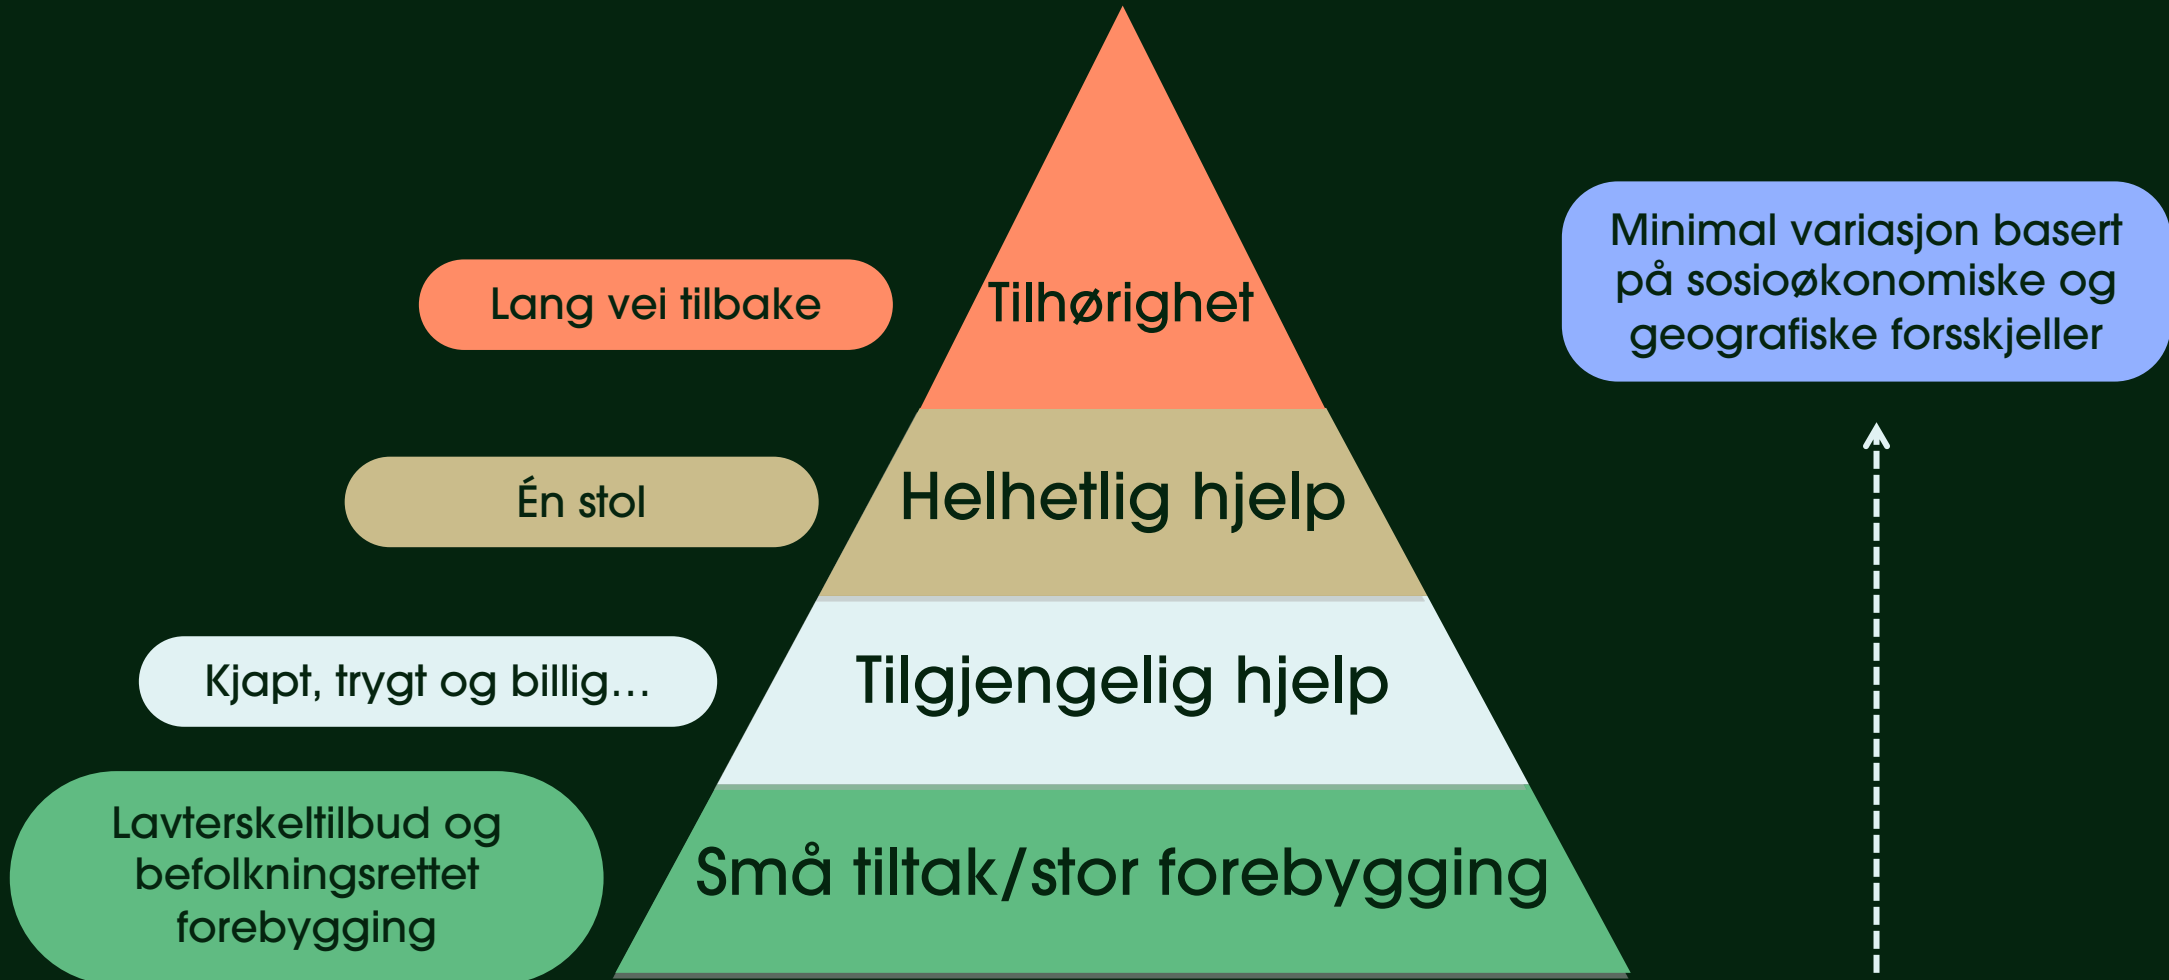 Minimal variasjon basert
på sosioøkonomiske og
geografiske forsskjeller
Lang vei tilbake
Tilhørighet
Én stol
Helhetlig hjelp
Kjapt, trygt og billig...
Tilgjengelig hjelp
Lavterskeltilbud og
befolkningsrettet
forebygging
Små tiltak/stor forebygging